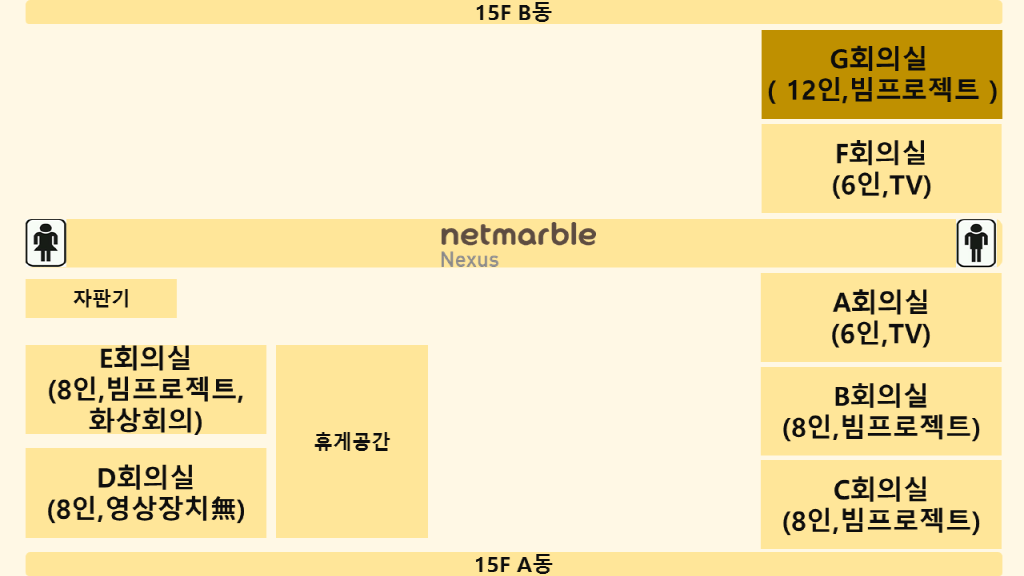 15F B동
G회의실
( 12인,빔프로젝트 )
F회의실
(6인,TV)
netmarble
Nexus
자판기
A회의실
(6인,TV)
E회의실
(8인,빔프로젝트,
화상회의)
휴게공간
B회의실
(8인,빔프로젝트)
D회의실
(8인,영상장치無)
C회의실
(8인,빔프로젝트)
15F A동